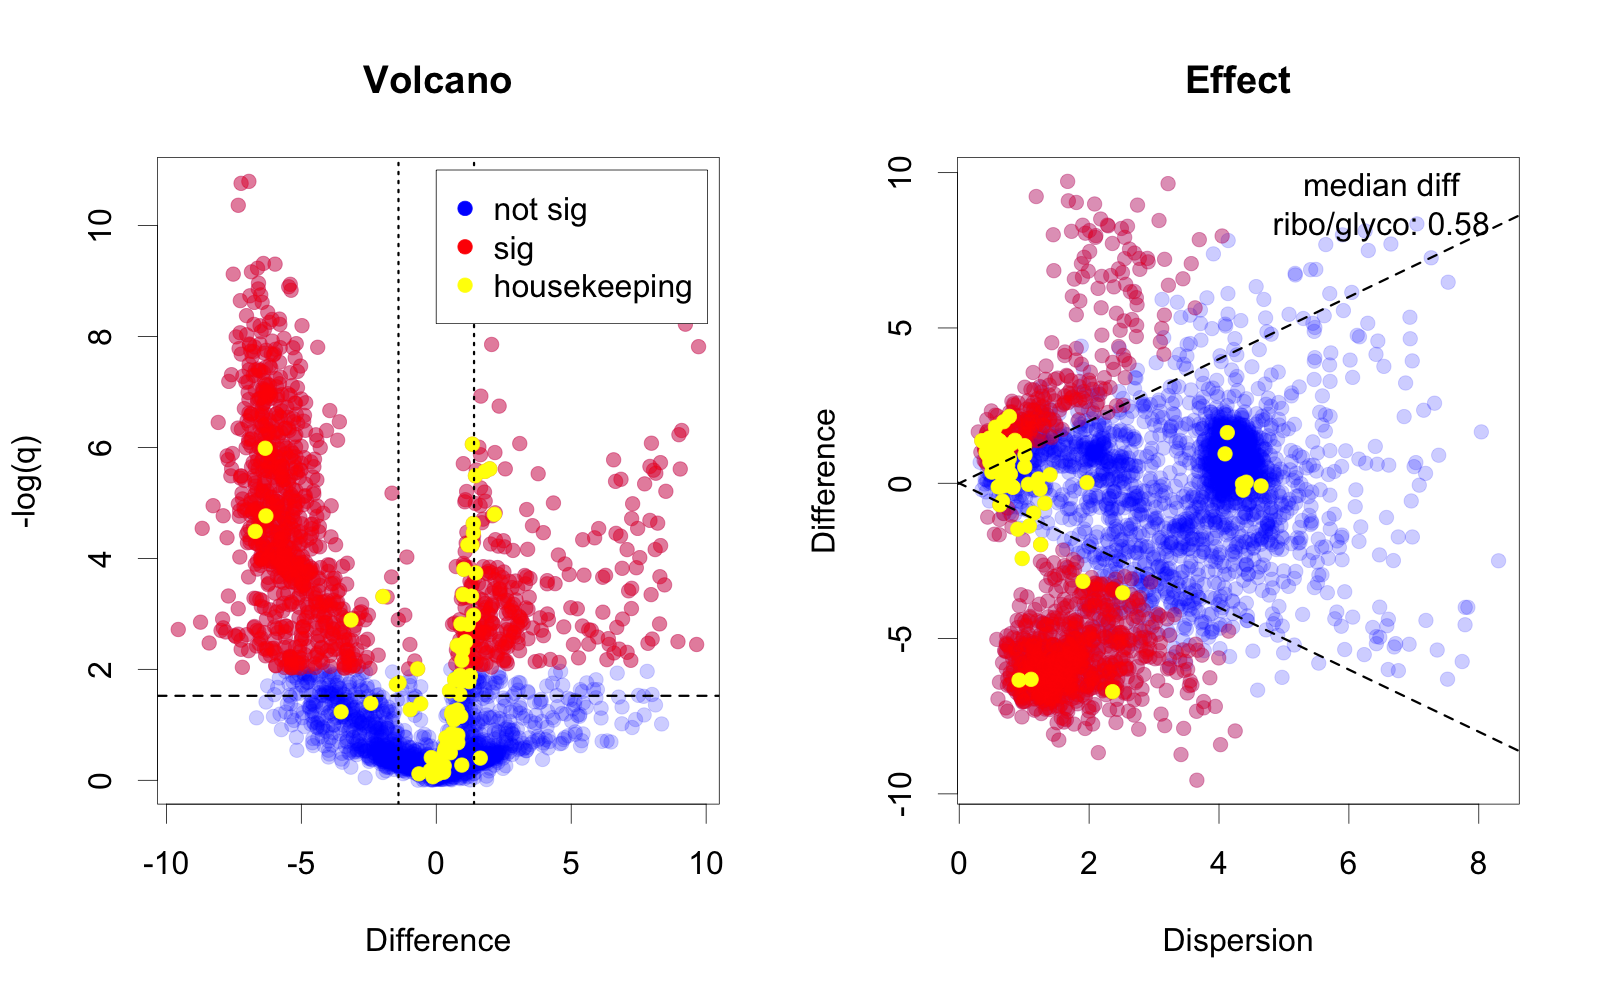 Volcano
not sig
sig
housekeeping
-log(q)
0
2
4
6
8
10
-10
-5
0
5
10
Difference
Effect
median diff
ribo/glyco: 0.58
Difference
-10
-5
0
5
10
0
2
4
6
8
Dispersion